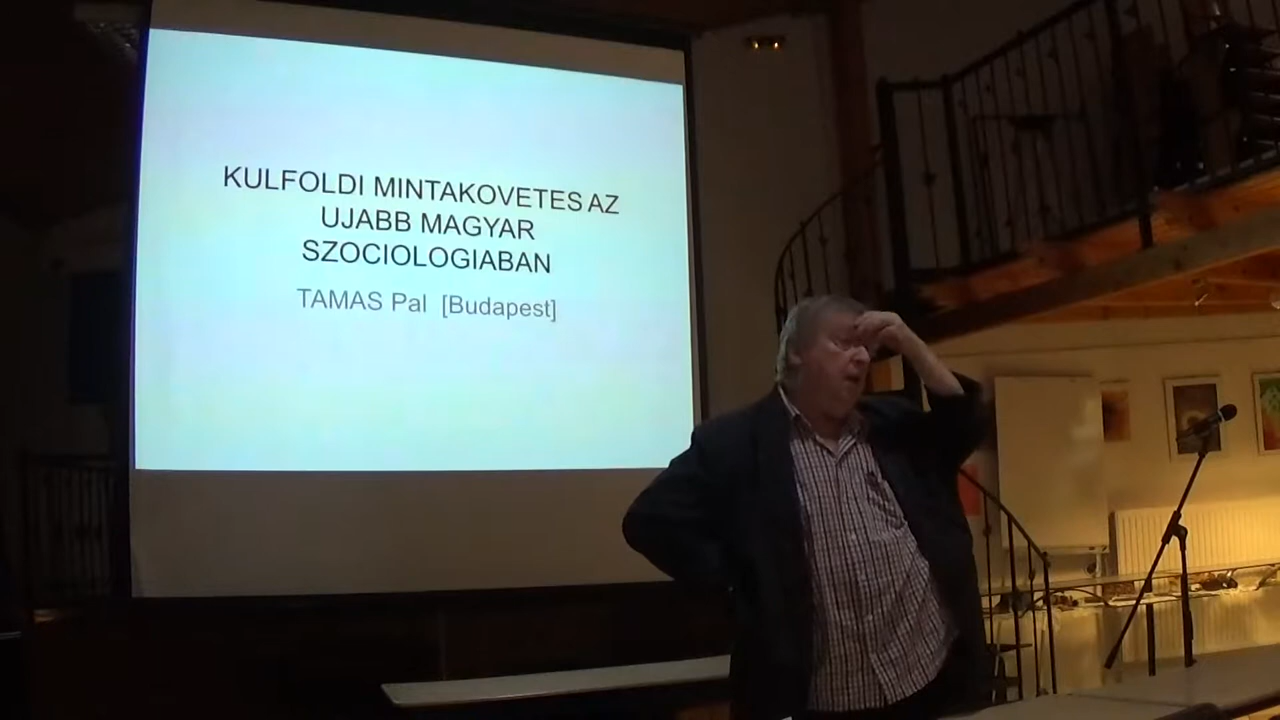 KULFOLDI MINTAKOVETES AZ
UJABB MAGYAR
SZOCIOLOGIABAN
TAMAS Pal [Budapest]